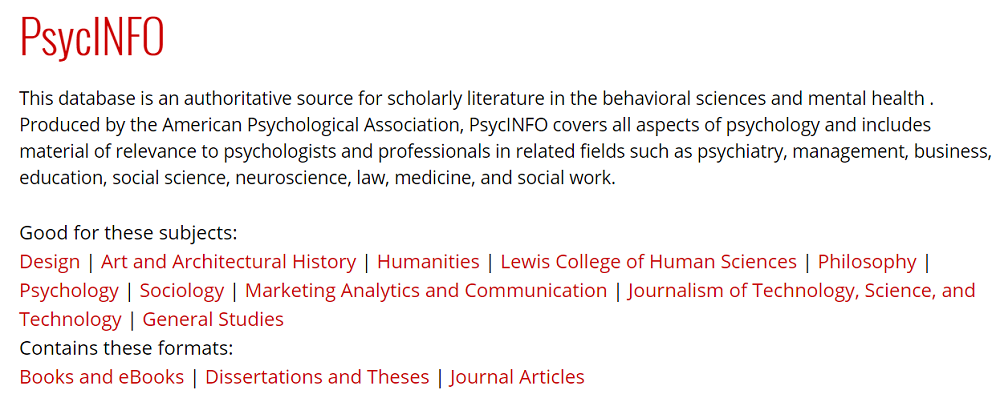 PsycINFO
This database is an authoritative source for scholarly literature in the behavioral sciences and mental health .
Produced by the American Psychological Association, PsycINFO covers all aspects of psychology and includes
material of relevance to psychologists and professionals in related fields such as psychiatry, management, business,
education, social science, neuroscience, law, medicine, and social work.
Good for these subjects:
Design | Art and Architectural History | Humanities | Lewis College of Human Sciences | Philosophy |
Psychology | Sociology | Marketing Analytics and Communication | Journalism of Technology, Science, and
Technology | General Studies
Contains these formats:
Books and eBooks | Dissertations and Theses | Journal Articles